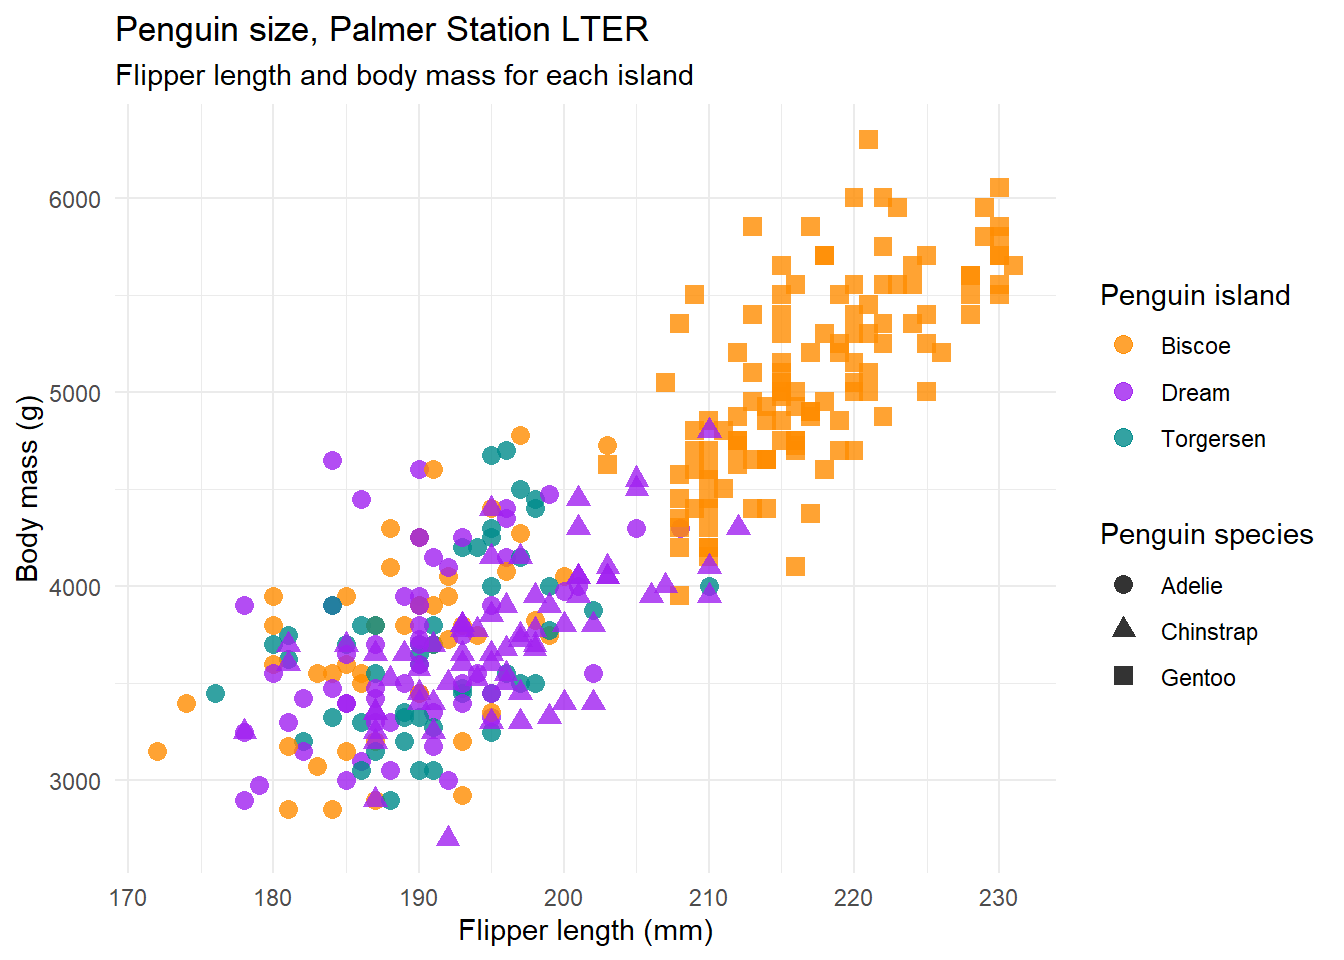 Penguin size, Palmer Station LTER
Flipper length and body mass for each island
Body mass (g)
6000
5000
4000
3000
170 180 190 200 210 220 230
Flipper length (mm)
Penguin island
Biscoe
Dream
Torgersen
Penguin species
Adelie
Chinstrap
Gentoo